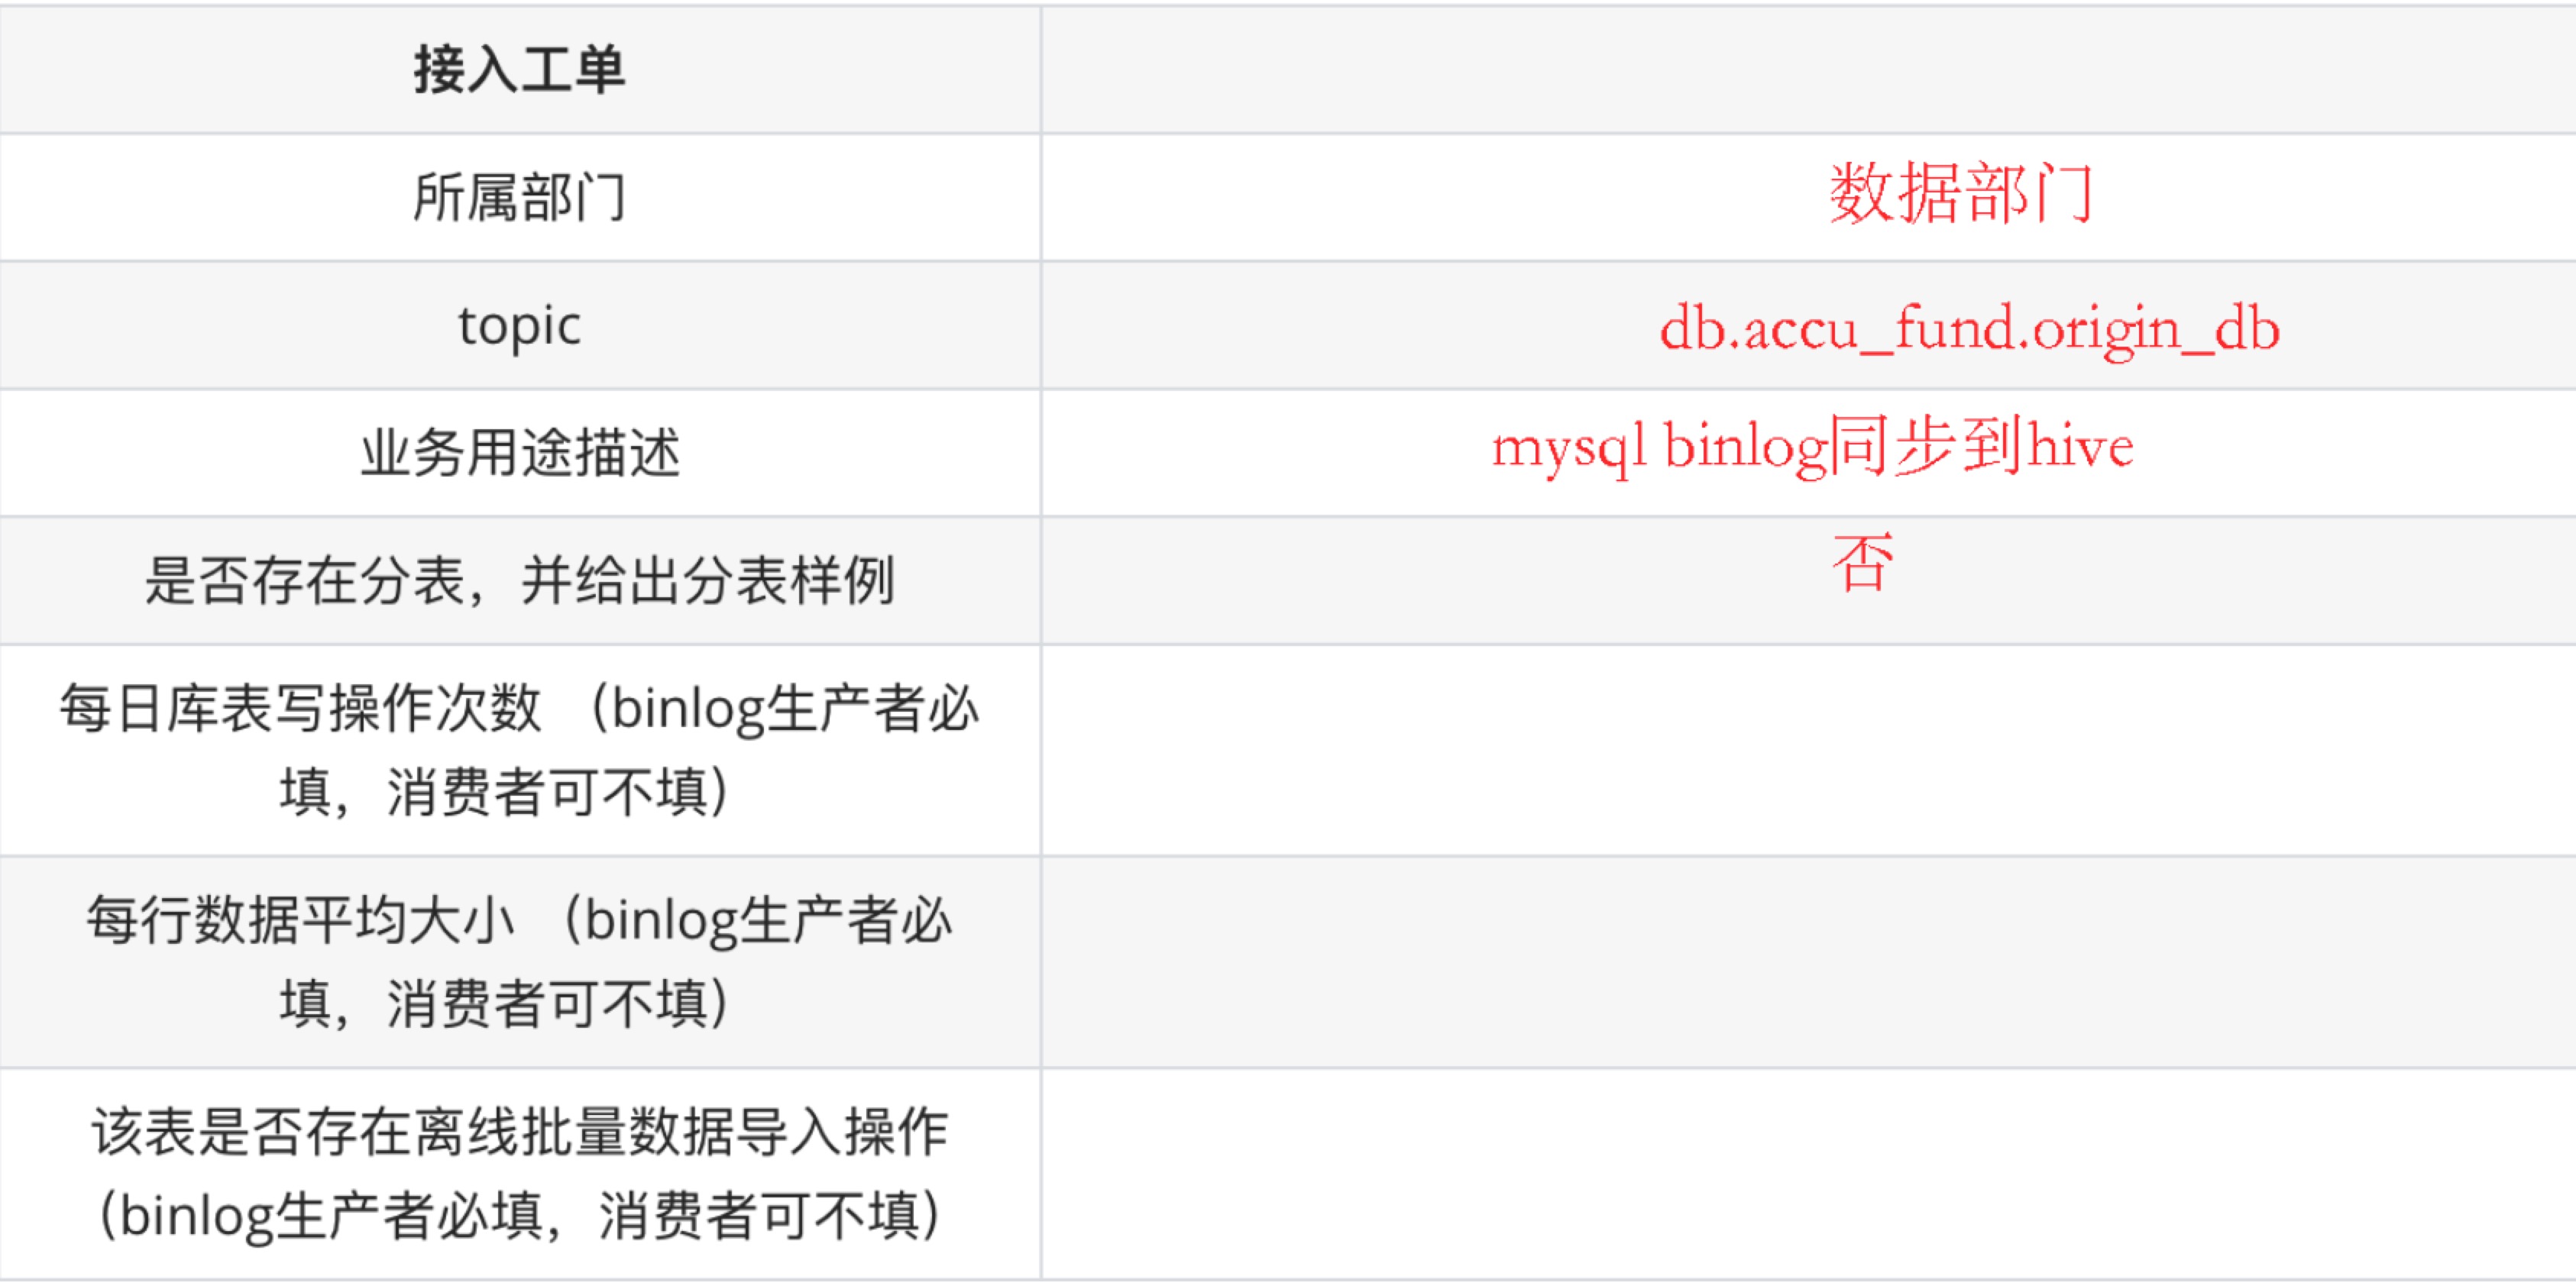 接入工单
所属部门
数据部门
topic
db.accu_fund.origin_db
业务用途描述
mysql binlog同步到hive
是否存在分表，并给出分表样例
否
每日库表写操作次数 （binlog生产者必
填，消费者可不填）
每行数据平均大小 （binlog生产者必
填，消费者可不填）
该表是否存在离线批量数据导入操作
（binlog生产者必填，消费者可不填）